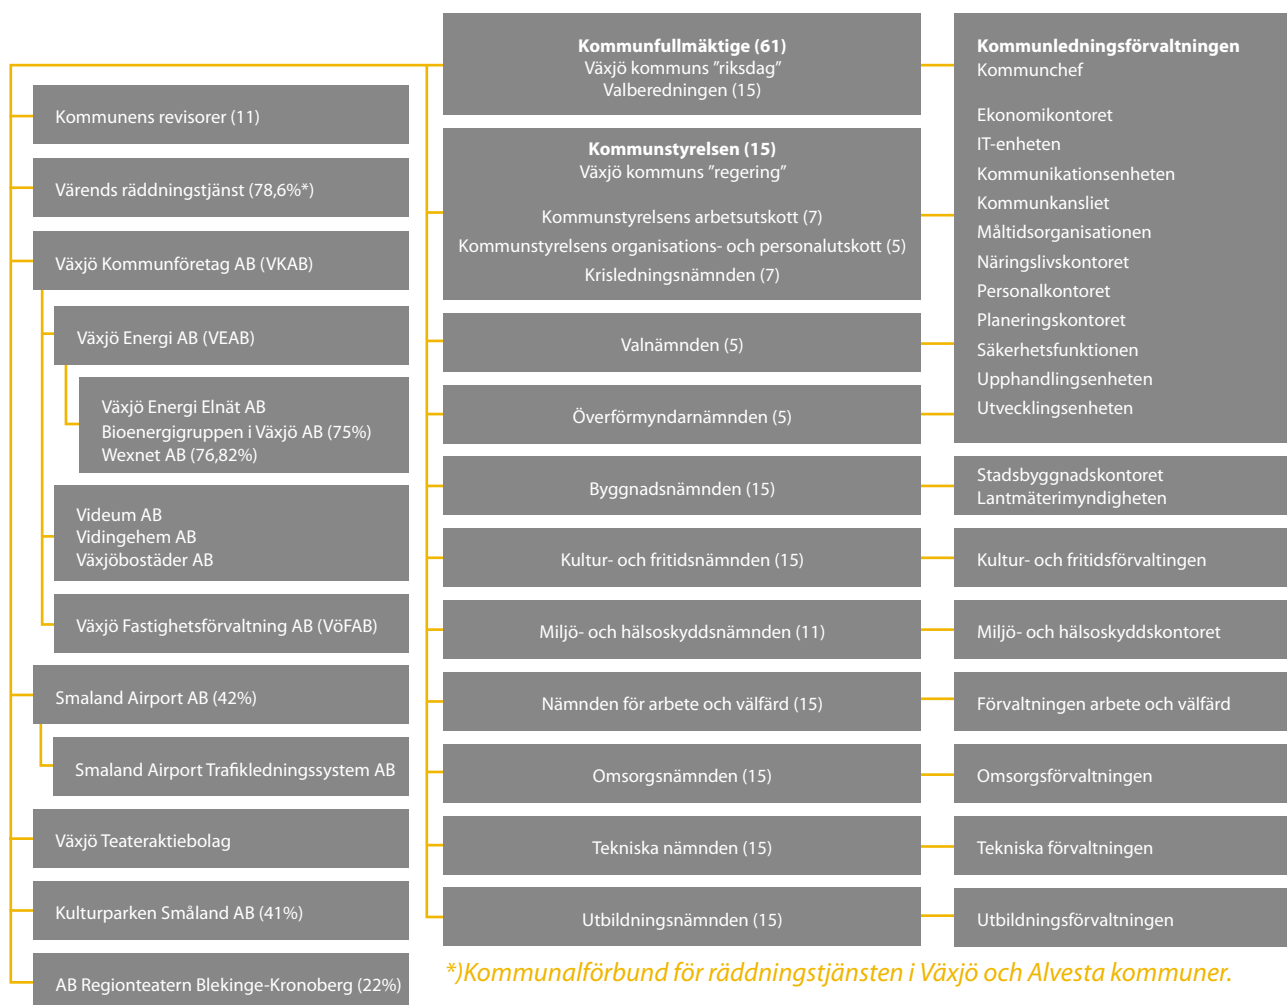 Kommunens revisorer (11)
Värends räddningstjänst (78,6%*)
Växjö Kommunföretag AB (VKAB)
Växjö Energi AB (VEAB)
Växjö Energi Elnät AB
Bioenergigruppen i Växjö AB (75%)
Wexnet AB (76,82%)
Videum AB
Vidingehem AB
Växjöbostäder AB
Växjö Fastighetsförvaltning AB (VöFAB)
Smaland Airport AB (42%)
Smaland Airport Trafikledningssystem AB
Växjö Teateraktiebolag
Kulturparken Småland AB (41%)
AB Regionteatern Blekinge-Kronoberg (22%)
Kommunfullmäktige (61)
Växjö kommuns ”riksdag”
Valberedningen (15)
Kommunstyrelsen (15)
Växjö kommuns ”regering”
Kommunstyrelsens arbetsutskott (7)
Kommunstyrelsens organisations- och personalutskott (5)
Krisledningsnämnden (7)
Valnämnden (5)
Överförmyndarnämnden (5)
Byggnadsnämnden (15)
Kultur- och fritidsnämnden (15)
Miljö- och hälsoskyddsnämnden (11)
Nämnden för arbete och välfärd (15)
Omsorgsnämnden (15)
Tekniska nämnden (15)
Utbildningsnämnden (15)
Kommunledningsförvaltningen
Kommunchef
Ekonomikontoret
IT-enheten
Kommunikationsenheten
Kommunkansliet
Måltidsorganisationen
Näringslivskontoret
Personalkontoret
Planeringskontoret
Säkerhetsfunktionen
Upphandlingsenheten
Utvecklingsenheten
Stadsbyggnadskontoret
Lantmäterimyndigheten
Kultur- och fritidsförvaltingen
Miljö- och hälsoskyddskontoret
Förvaltningen arbete och välfärd
Omsorgsförvaltningen
Tekniska förvaltningen
Utbildningsförvaltningen
*)Kommunalförbund för räddningstjänsten i Växjö och Alvesta kommuner.